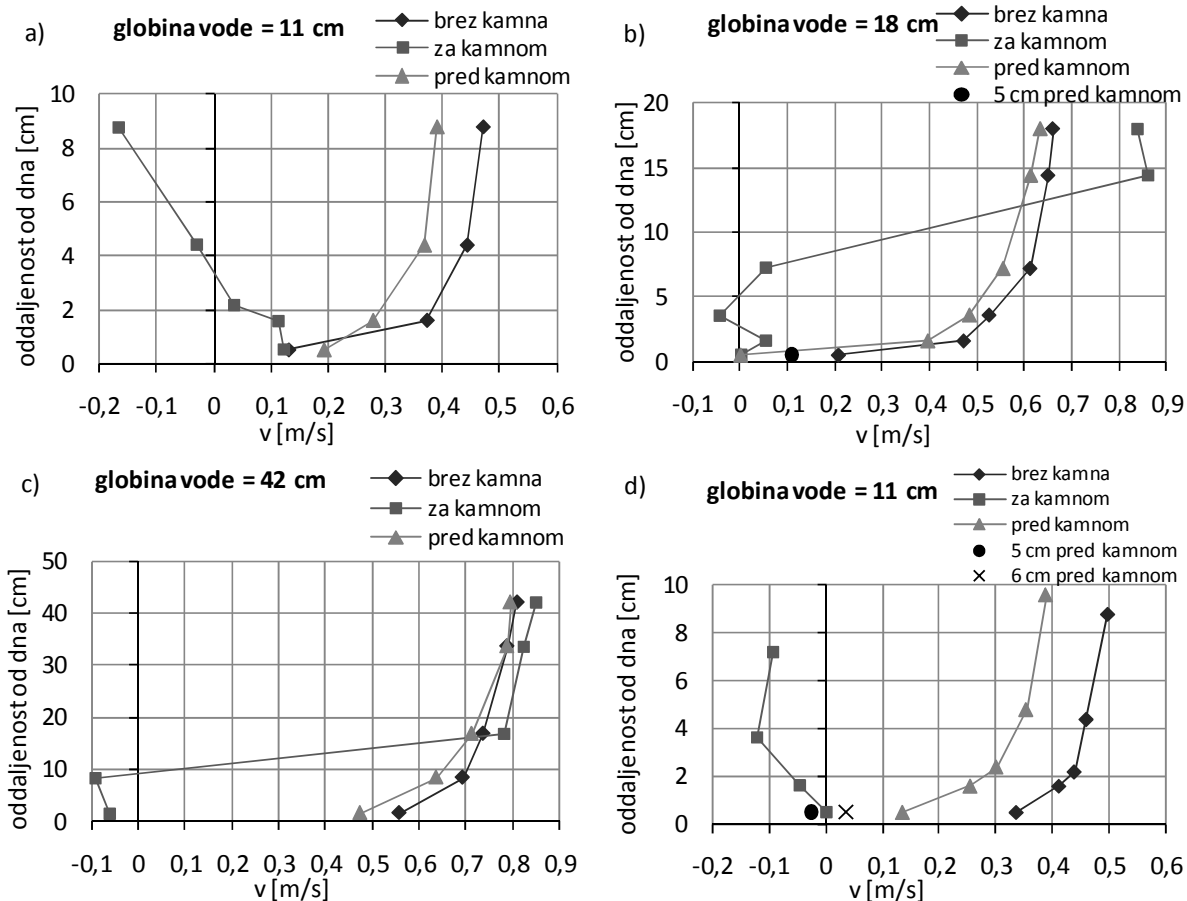 a)
globina vode = 11 cm
brez kamna
za kamnom
pred kamnom
oddaljenost od dna [cm]
10
8
6
4
2
0
-0,2 -0,1 0 0,1 0,2 0,3 0,4 0,5 0,6
v [m/s]
b)
globina vode = 18 cm
brez kamna
za kamnom
pred kamnom
5 cm pred kamnom
oddaljenost od dna [cm]
20
15
10
5
0
-0,1 0 0,1 0,2 0,3 0,4 0,5 0,6 0,7 0,8 0,9
v [m/s]
c)
globina vode = 42 cm
brez kamna
za kamnom
pred kamnom
oddaljenost od dna [cm]
50
40
30
20
10
0
-0,1 0 0,1 0,2 0,3 0,4 0,5 0,6 0,7 0,8 0,9
v [m/s]
d)
globina vode = 11 cm
brez kamna
za kamnom
pred kamnom
5 cm pred kamnom
6 cm pred kamnom
oddaljenost od dna [cm]
10
8
6
4
2
0
-0,2 -0,1 0 0,1 0,2 0,3 0,4 0,5 0,6
v [m/s]